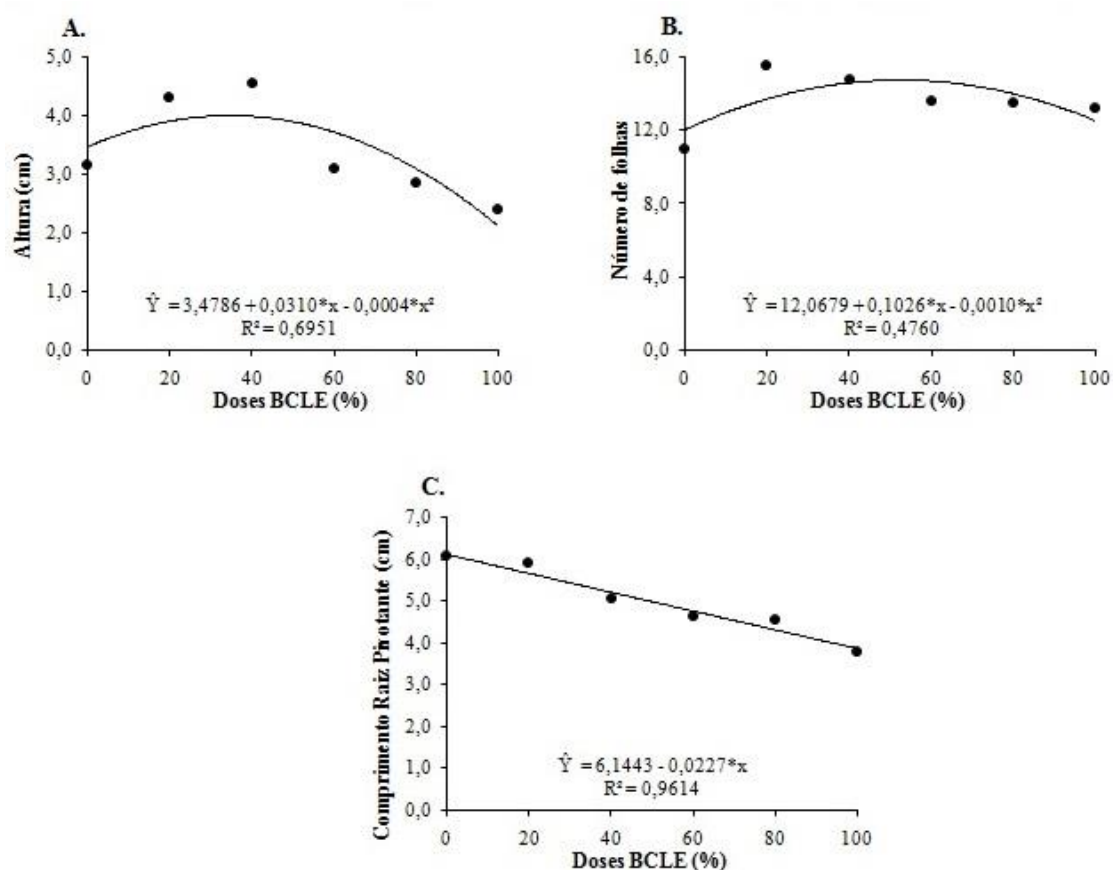 A.
Altura (cm)
5,0
4,0
3,0
2,0
1,0
0,0
Ŷ = 3,4786 + 0,0310*x - 0,0004*x²
R² = 0,6951
0 20 40 60 80 100
Doses BCLE (%)
B.
Número de folhas
16,0
12,0
8,0
4,0
0,0
Ŷ = 12,0679 + 0,1026*x - 0,0010*x²
R² = 0,4760
0 20 40 60 80 100
Doses BCLE (%)
C.
Comprimento Raiz Pivotante (cm)
7,0
6,0
5,0
4,0
3,0
2,0
1,0
0,0
Ŷ = 6,1443 - 0,0227*x
R² = 0,9614
0 20 40 60 80 100
Doses BCLE (%)